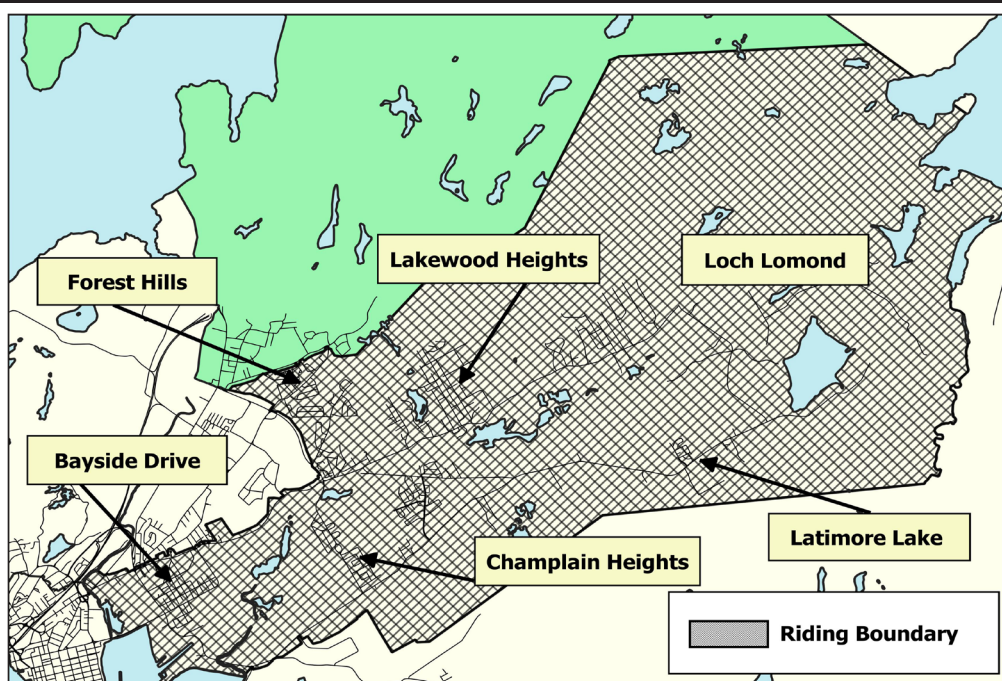 Lakewood Heights
Loch Lomond
Forest Hills
Bayside Drive
Latimore Lake
Champlain Heights
Riding Boundary